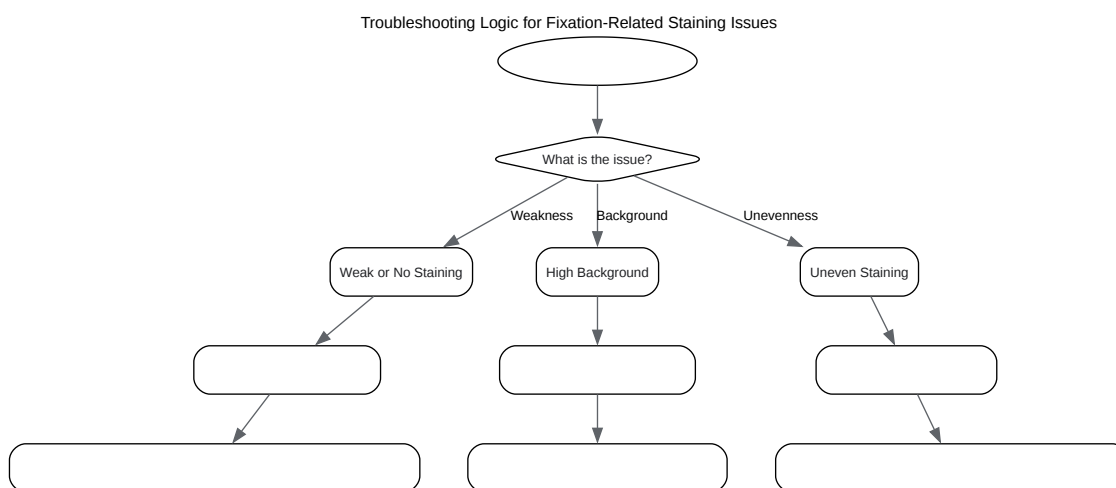 Troubleshooting Logic for Fixation-Related Staining Issues
What is the issue?
Weakness
Background
Unevenness
Weak or No Staining
High Background
Uneven Staining